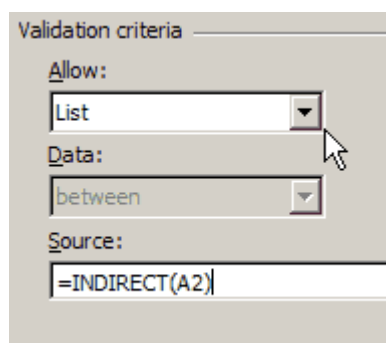 Validation criteria
Allow:
List
Data:
between
Source:
=INDIRECT(A2)